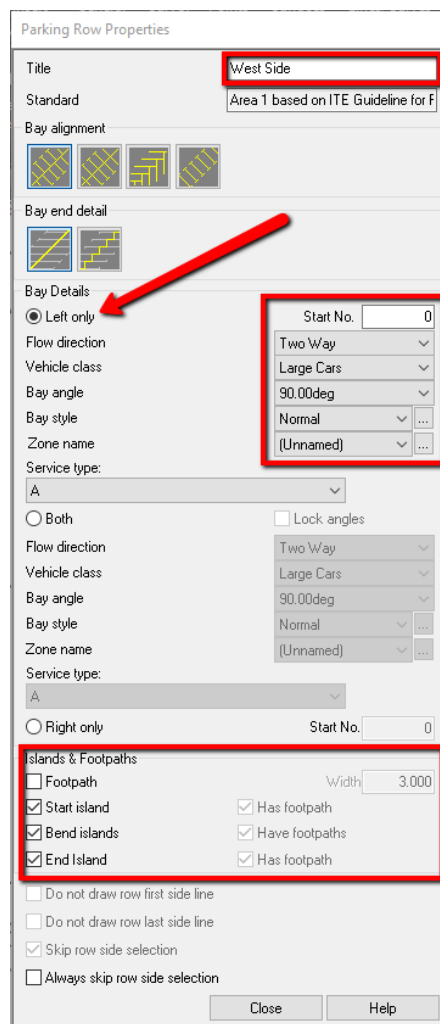 Parking Row Properties
Title West Side
Standard Area 1 based on ITE Guideline for F
Bay alignment
Bay end detail
Bay Details
Left only Start No. 0
Flow direction Two Way
Vehicle class Large Cars
Bay angle 90.00deg
Bay style Normal ...
Zone name (Unnamed) ...
Service type:
A
Both Lock angles
Flow direction Two Way
Vehicle class Large Cars
Bay angle 90.00deg
Bay style Normal ...
Zone name (Unnamed) ...
Service type:
A
Right only Start No. 0
Islands & Footpaths
Footpath Width 3.000
Start island Has footpath
Bend islands Have footpaths
End Island Has footpath
Do not draw row first side line
Do not draw row last side line
Skip row side selection
Always skip row side selection
Close Help